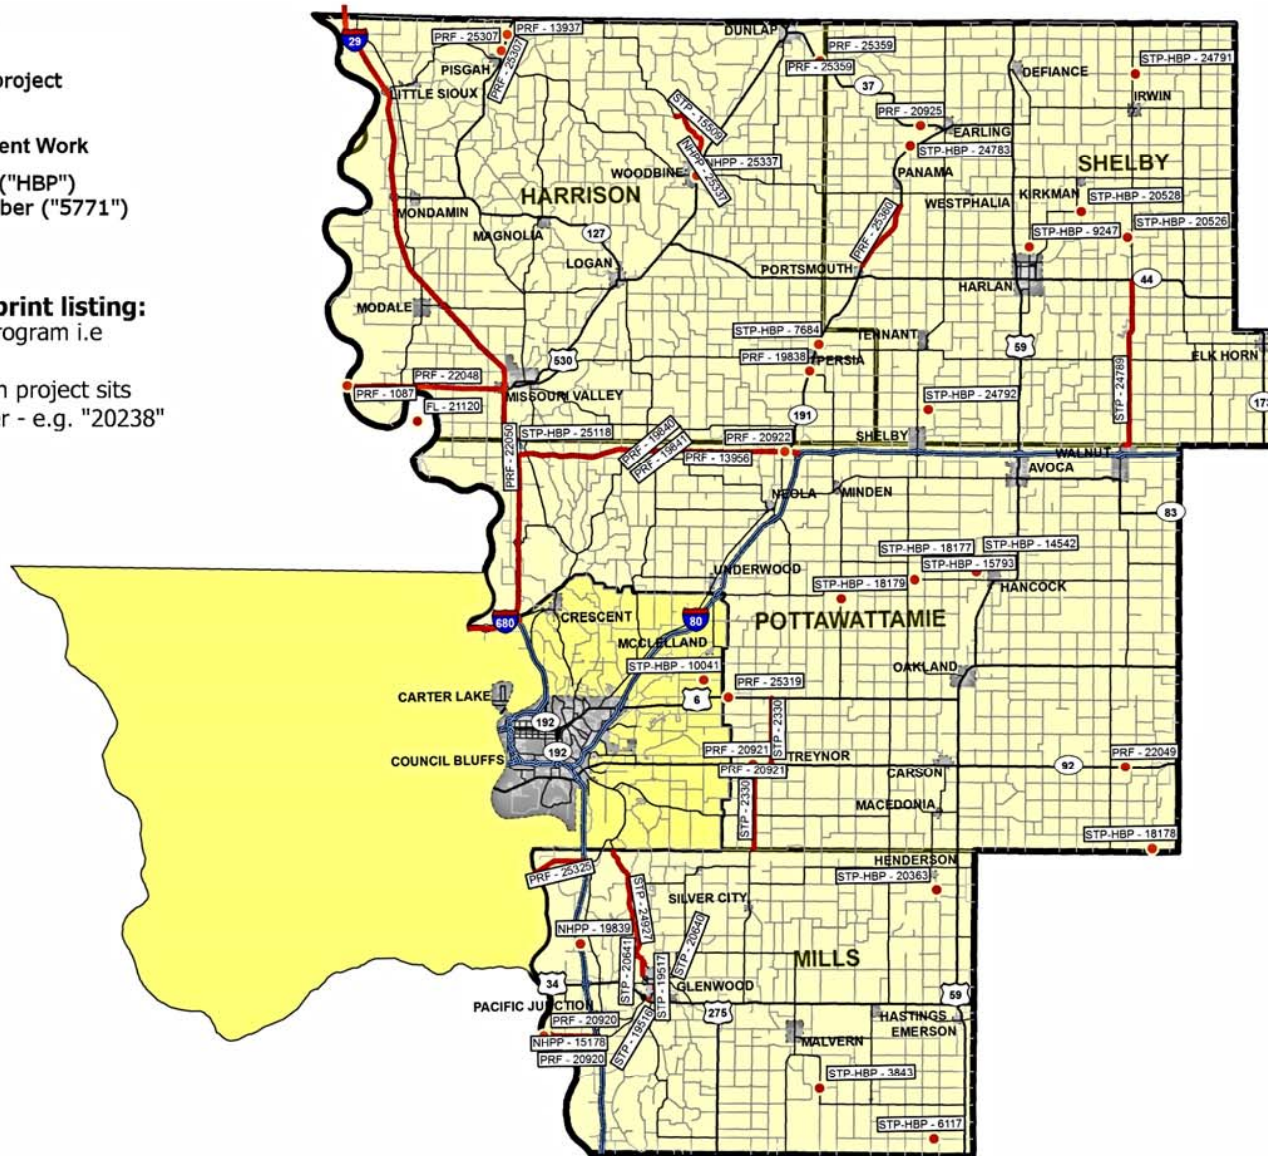 project
ent Work
("HBP")
ber ("5771")
print listing:
rogram i.e
n project sits
r - e.g. "20238"
29
PRF - 25307
PRF - 13937
PRF - 25307
PISGAH
LITTLE SIOUX
DUNLAP
PRF - 25359
PRF - 25359
37
DEFIANCE
STP-HBP - 24791
IRWIN
STP - 15509
PRF - 20925
EARLING
STP-HBP - 24783
NHPP - 25337
NHPP - 25337
WOODBINE
PANAMA
SHELBY
HARRISON
WESTPHALIA
KIRKMAN
STP-HBP - 20528
MONDAMIN
MAGNOLIA
127
PRF - 25360
STP-HBP - 9247
STP-HBP - 20526
LOGAN
PORTSMOUTH
HARLAN
44
MODALE
STP-HBP - 7684
TENNANT
59
530
PRF - 19838
PERSIA
ELK HORN
PRF - 22048
PRF - 1087
MISSOURI VALLEY
FL - 21120
STP-HBP - 24792
STP - 24789
173
191
PRF - 22050
STP-HBP - 25118
PRF - 19840
PRF - 19841
PRF - 20922
SHELBY
PRF - 13956
WALNUT
AVOCA
NEOLA
MINDEN
83
STP-HBP - 18177
STP-HBP - 14542
STP-HBP - 15793
UNDERWOOD
STP-HBP - 18179
HANCOCK
680
CRESCENT
80
POTTAWATTAMIE
MCCLELLAND
STP-HBP - 10041
OAKLAND
PRF - 25319
CARTER LAKE
6
192
STP - 2330
192
COUNCIL BLUFFS
PRF - 20921
TREYNOR
PRF - 20921
PRF - 22049
92
CARSON
STP - 2330
MACEDONIA
STP-HBP - 18178
HENDERSON
PRF - 25325
STP-HBP - 20363
STP - 24927
SILVER CITY
NHPP - 19839
STP - 20640
STP - 20641
STP - 19517
MILLS
34
GLENWOOD
59
PACIFIC JUNCTION
275
HASTINGS
EMERSON
PRF - 20920
STP - 19516
NHPP - 15178
MALVERN
PRF - 20920
STP-HBP - 3843
STP-HBP - 6117